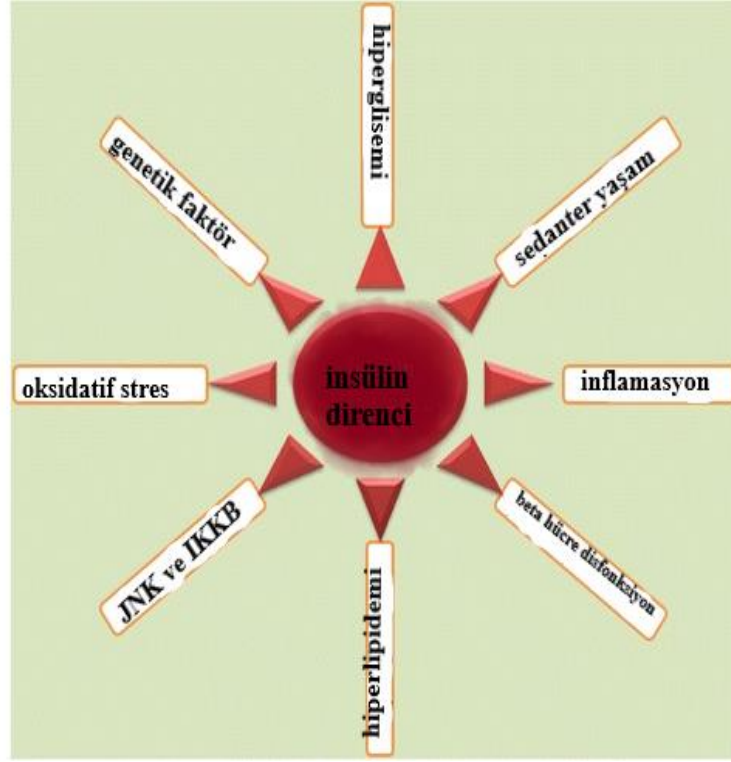 hiperglisemi
genetik faktör
sedanter yaşam
oksidatif stres
insülin
direnci
inflamasyon
JNK ve IKKB
beta hücre disfonksiyon
hiperlipidemi